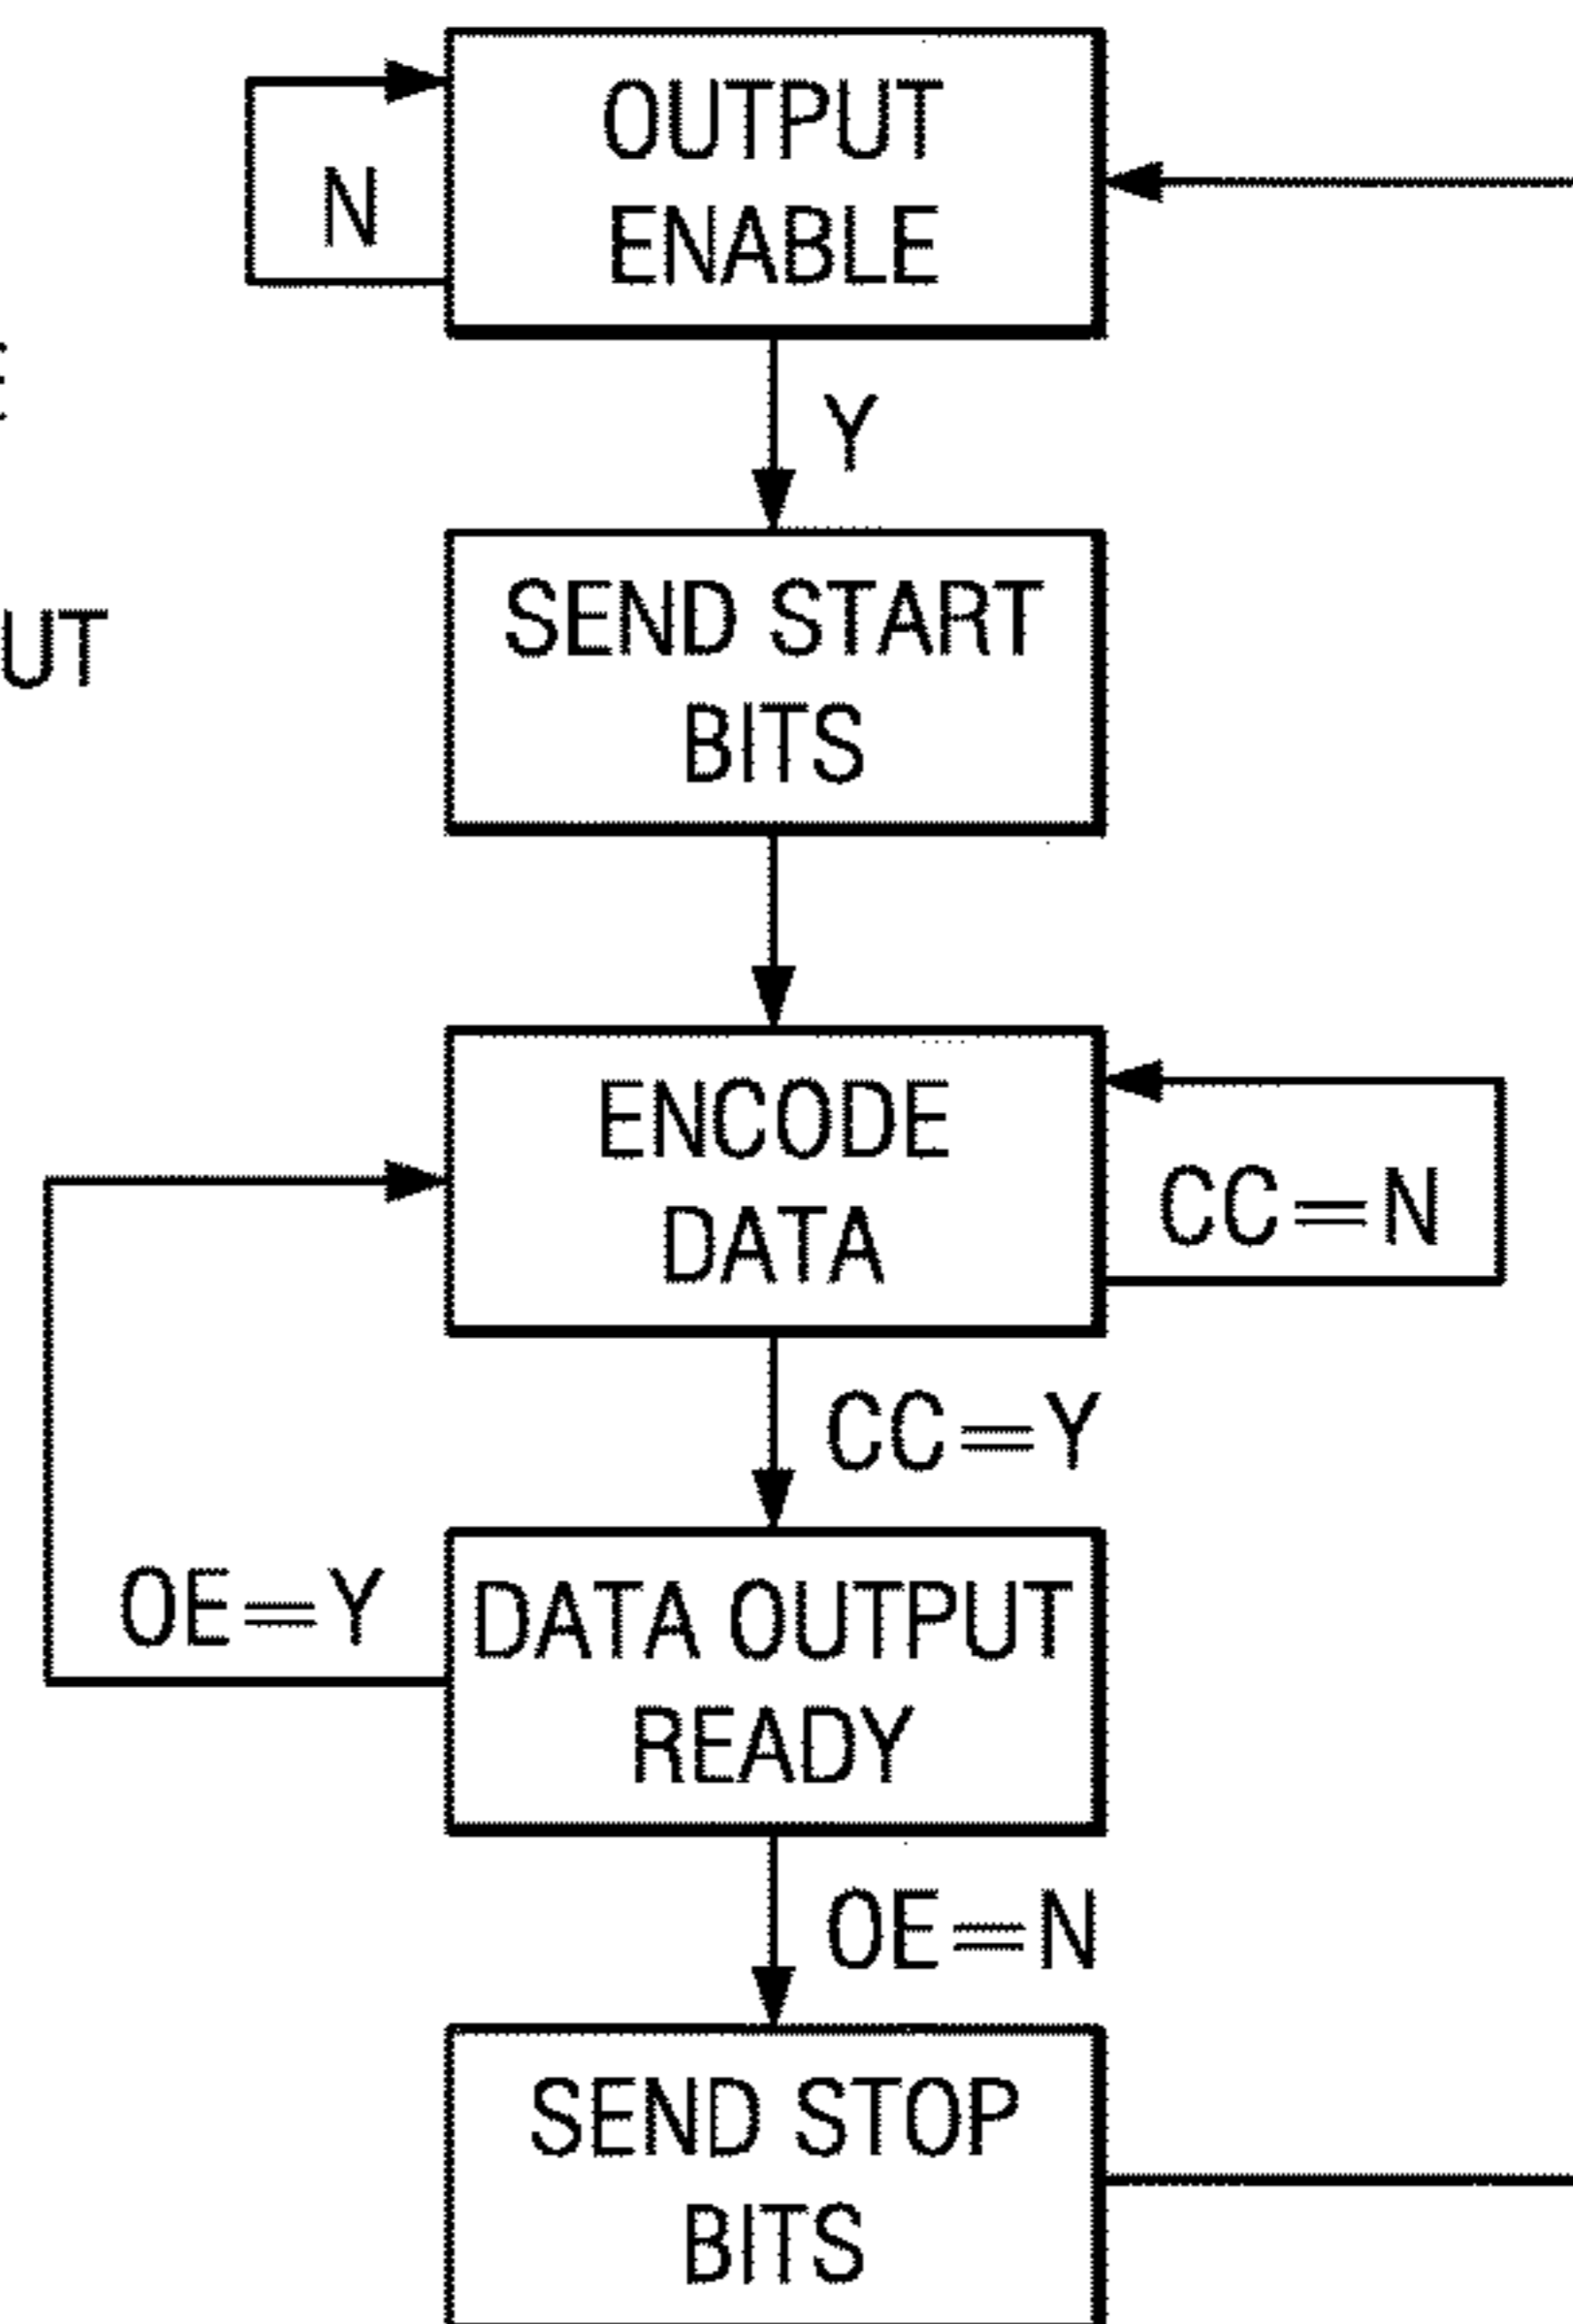 OUTPUT
ENABLE
N
Y
UT
SEND START
BITS
ENCODE
DATA
CC=N
CC=Y
OE=Y
DATA OUTPUT
READY
OE=N
SEND STOP
BITS